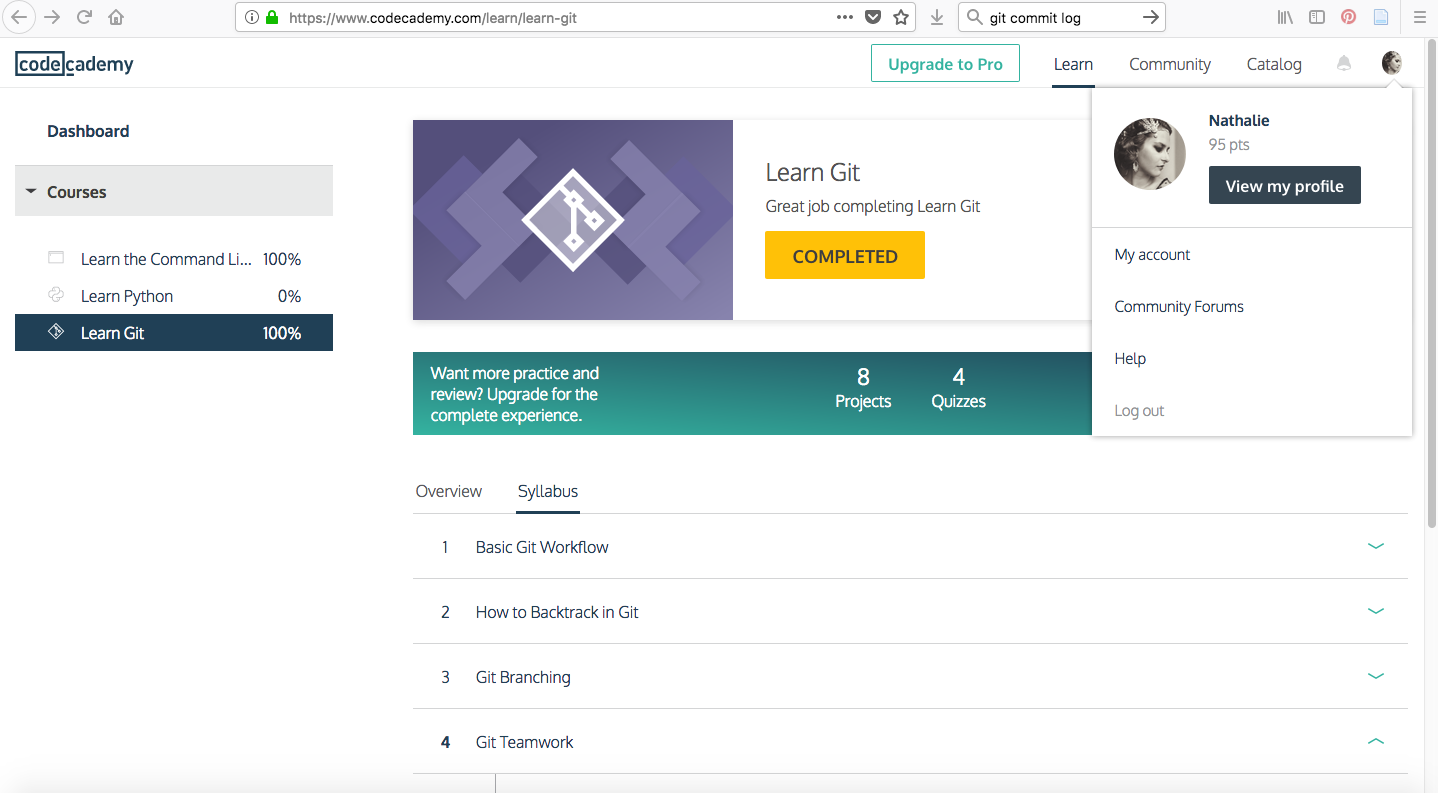 https://www.codecademy.com/learn/learn-git
git commit log
codecademy
Upgrade to Pro
Learn
Community
Catalog
Dashboard
Courses
Learn the Command Li... 100%
Learn Python 0%
Learn Git 100%
Learn Git
Great job completing Learn Git
COMPLETED
Nathalie
95 pts
View my profile
My account
Community Forums
Help
Log out
Want more practice and
review? Upgrade for the
complete experience.
8
Projects
4
Quizzes
Overview
Syllabus
1 Basic Git Workflow
2 How to Backtrack in Git
3 Git Branching
4 Git Teamwork